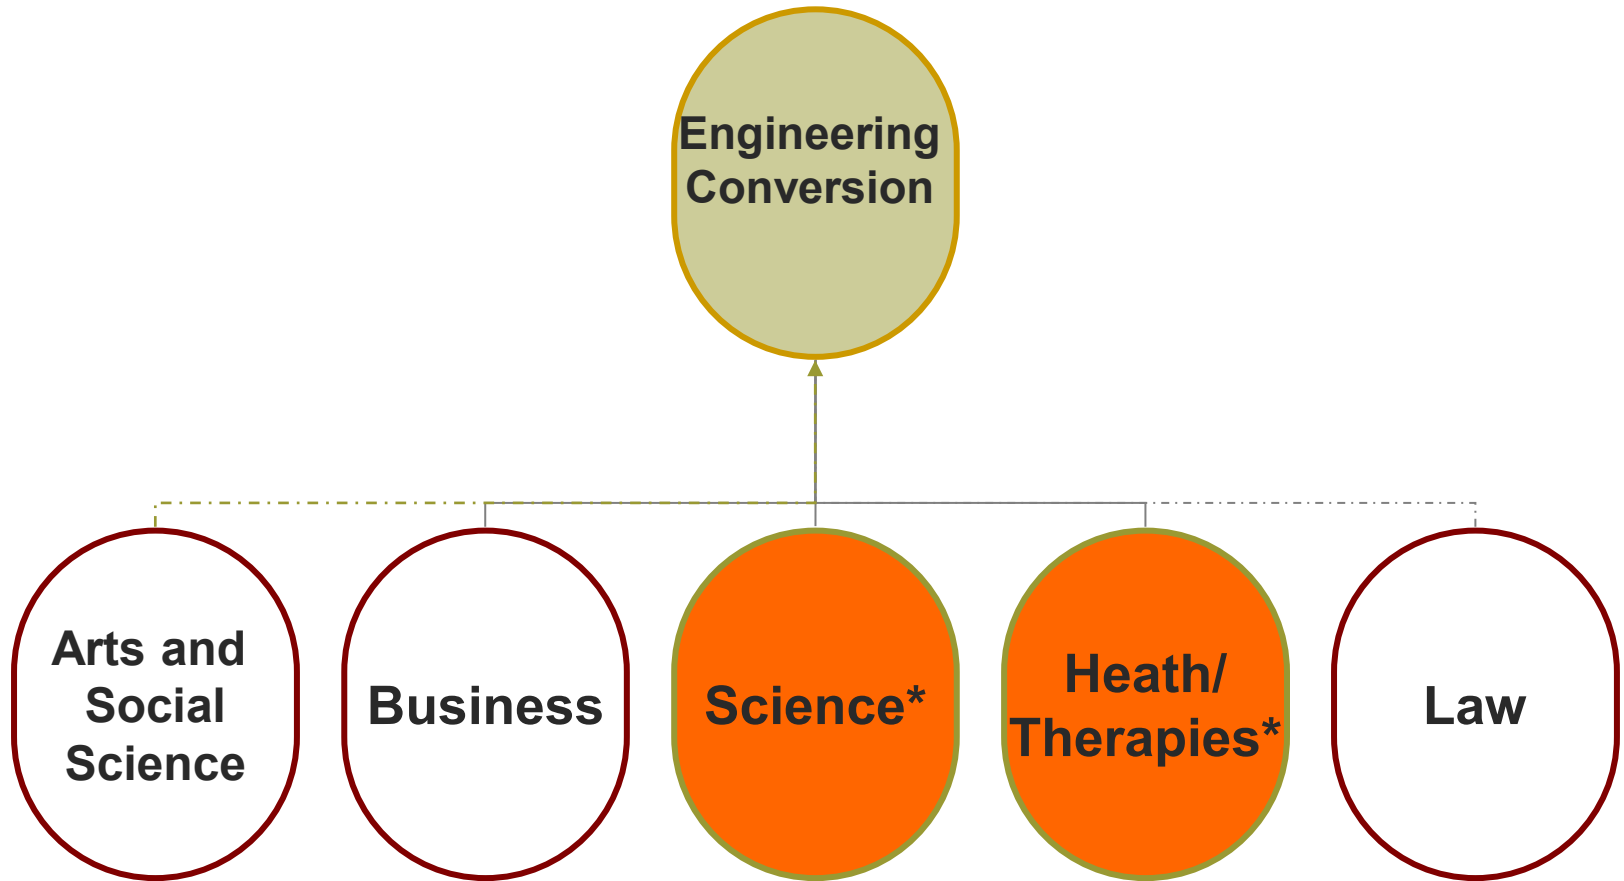 Engineering
Conversion
Arts and
Social
Science
Business
Science*
Heath/
Therapies*
Law